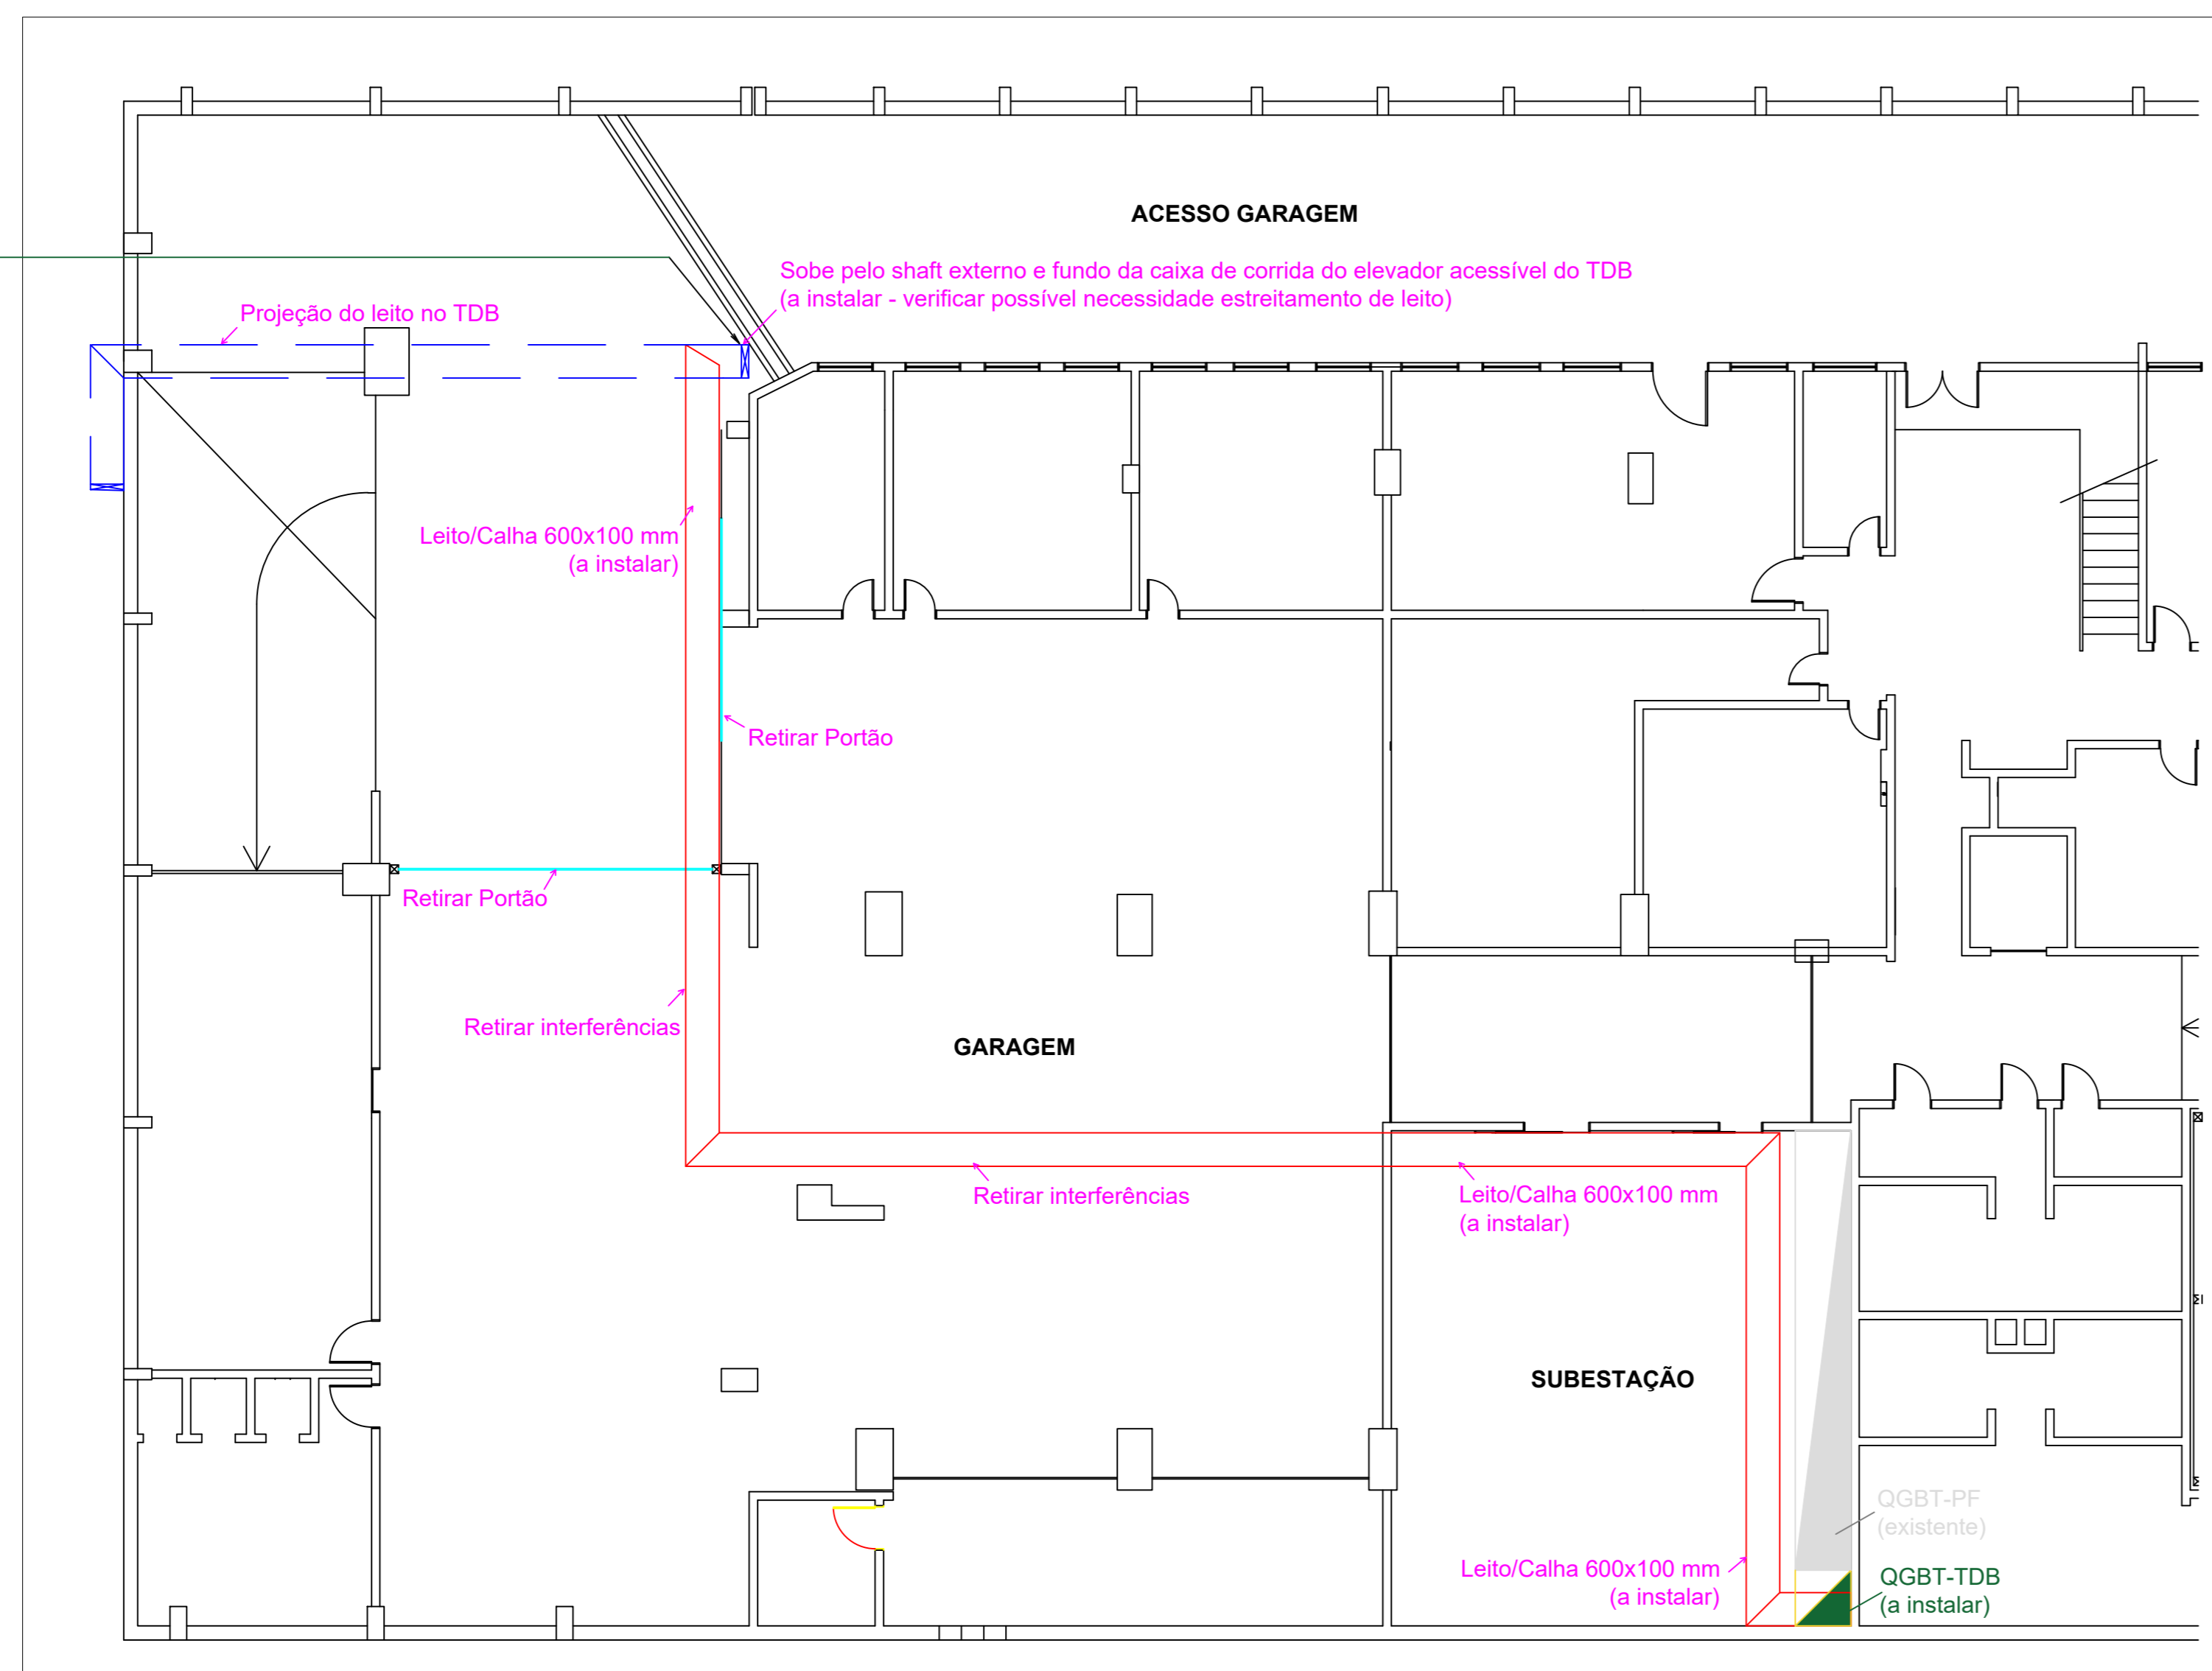 ACESSO GARAGEM
Sobe pelo shaft externo e fundo da caixa de corrida do elevador acessível do TDB
(a instalar - verificar possível necessidade estreitamento de leito)
Projeção do leito no TDB
Leito/Calha 600x100 mm
(a instalar)
Retirar Portão
Retirar Portão
Retirar interferências
GARAGEM
Retirar interferências
Leito/Calha 600x100 mm
(a instalar)
SUBESTAÇÃO
QGBT-PF
(existente)
Leito/Calha 600x100 mm
(a instalar)
QGBT-TDB
(a instalar)